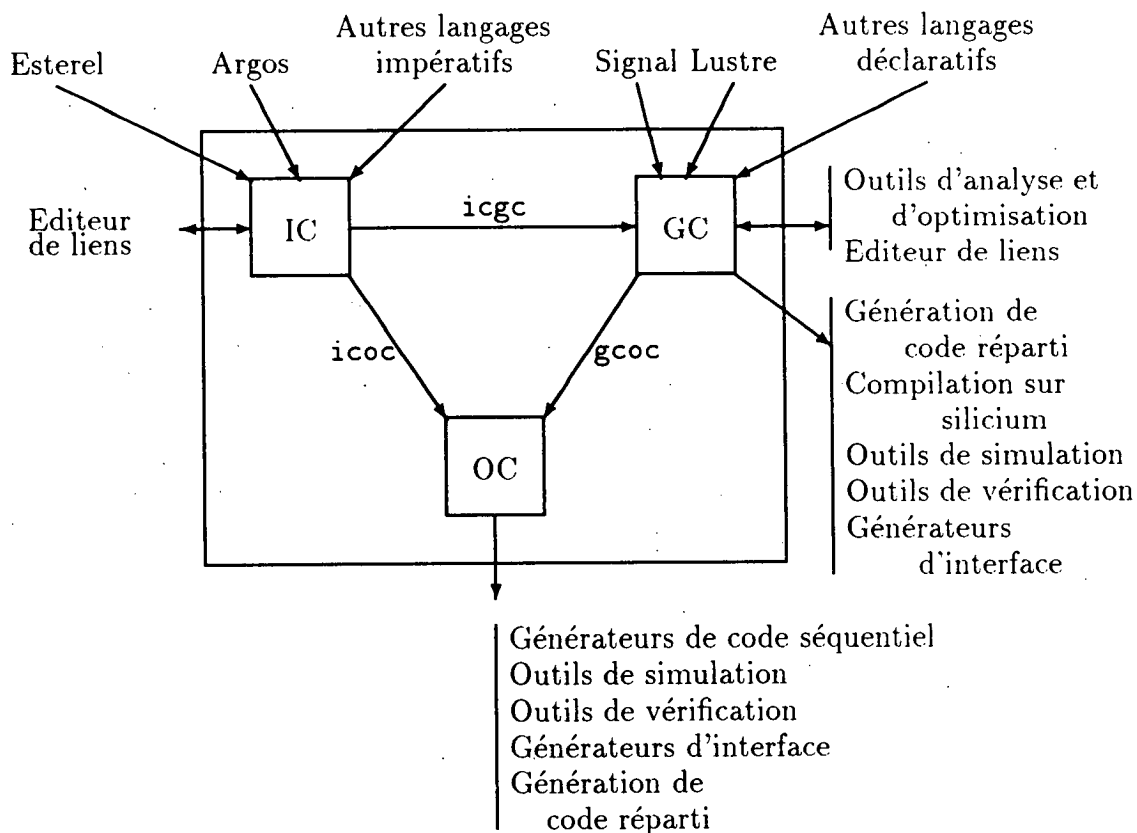 Autres langages
impératifs
Autres langages
déclaratifs
Esterel
Argos
Signal Lustre
Editeur
de liens
IC
icgc
GC
Outils d'analyse et
d'optimisation
Editeur de liens
icoc
gcoc
OC
Génération de
code réparti
Compilation sur
silicium
Outils de simulation
Outils de vérification
Générateurs
d'interface
Générateurs de code séquentiel
Outils de simulation
Outils de vérification
Générateurs d'interface
Génération de
code réparti